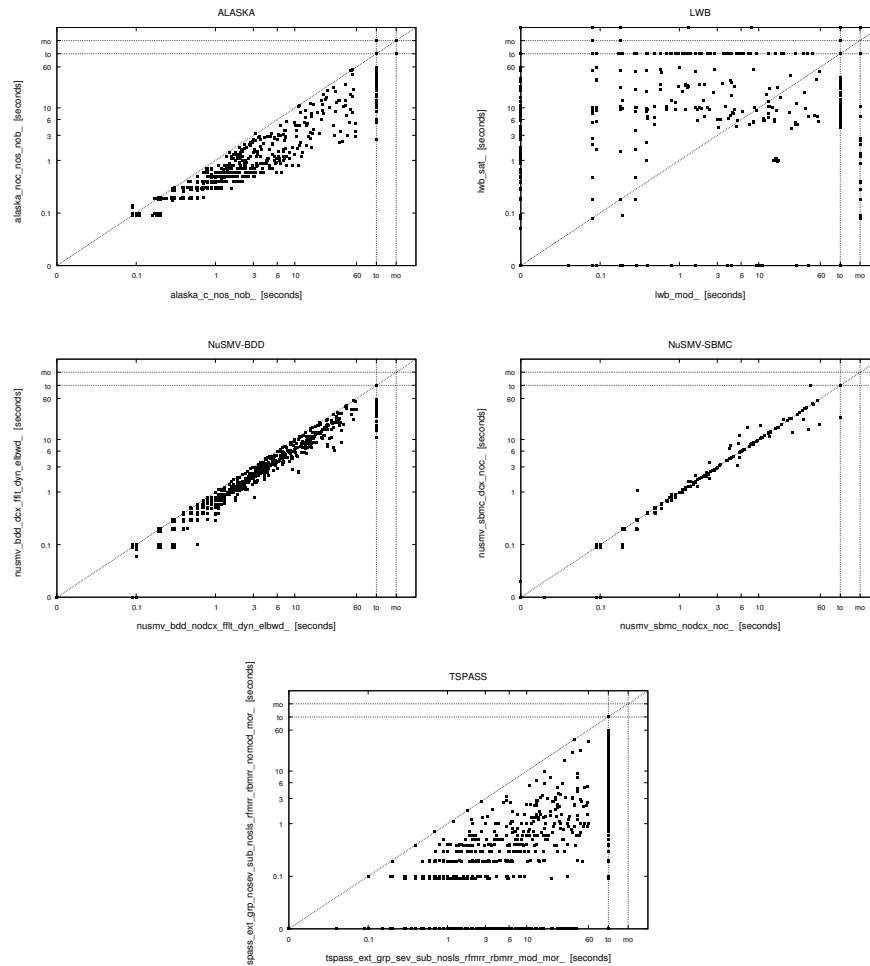 ALASKA
mo
to
60
10
6
3
1
0.1
0
0 0.1 1 3 6 10 60 to mo
alaska_noc_nos_nob_ [seconds]
alaska_c_nos_nob_ [seconds]
LWB
mo
to
60
10
6
3
1
0.1
0
0 0.1 1 3 6 10 60 to mo
lwb_sat_ [seconds]
lwb_mod_ [seconds]
NuSMV-BDD
mo
to
60
10
6
3
1
0.1
0
0 0.1 1 3 6 10 60 to mo
nusmv_bdd_dcx_fflt_dyn_elbwd_ [seconds]
nusmv_bdd_nodcx_fflt_dyn_elbwd_ [seconds]
NuSMV-SBMC
mo
to
60
10
6
3
1
0.1
0
0 0.1 1 3 6 10 60 to mo
nusmv_sbmc_dcx_noc_ [seconds]
nusmv_sbmc_nodcx_noc_ [seconds]
TSPASS
mo
to
60
10
6
3
1
0.1
0
0 0.1 1 3 6 10 60 to mo
spass_ext_grp_nosev_sub_nosls_rfmrr_rbmrr_nomod_mor_ [seconds]
tspass_ext_grp_sev_sub_nosls_rfmrr_rbmrr_mod_mor_ [seconds]